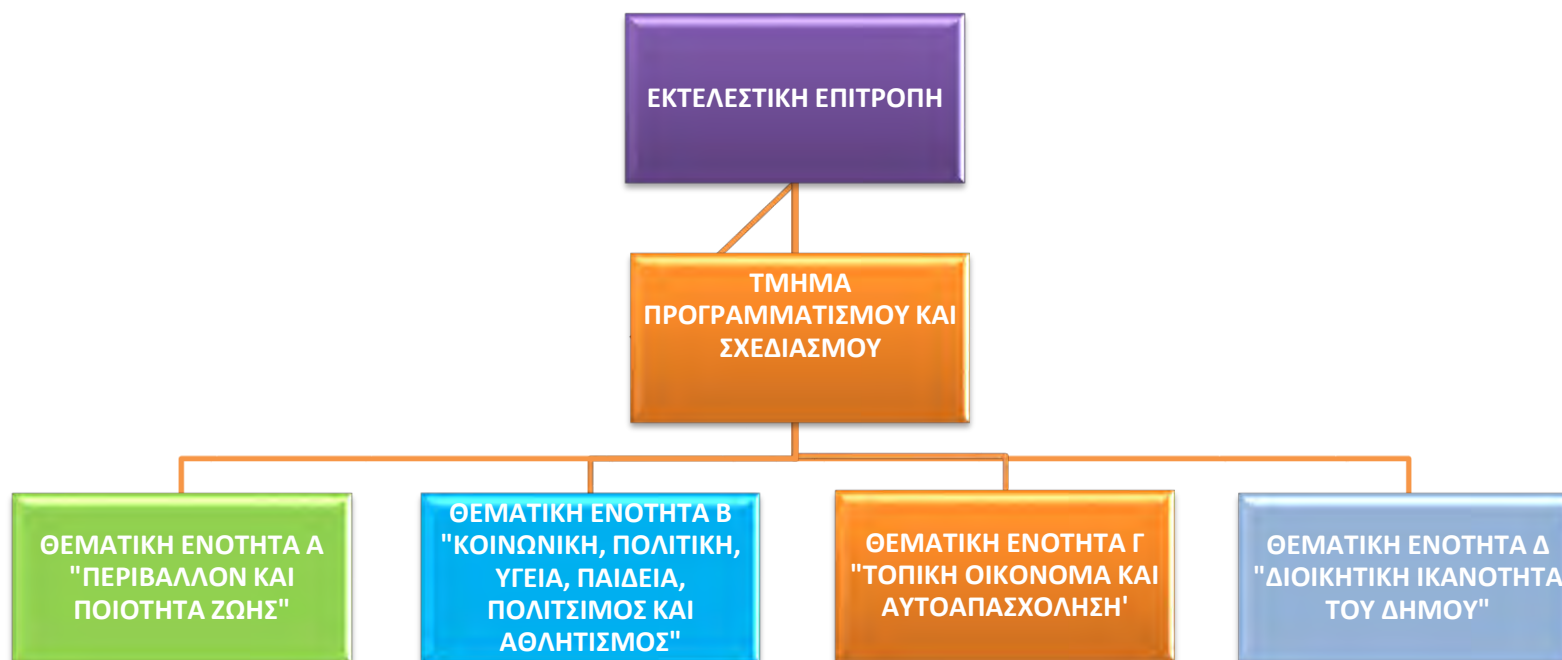 ΕΚΤΕΛΕΣΤΙΚΗ ΕΠΙΤΡΟΠΗ
ΤΜΗΜΑ
ΠΡΟΓΡΑΜΜΑΤΙΣΜΟΥ ΚΑΙ
ΣΧΕΔΙΑΣΜΟΥ
ΘΕΜΑΤΙΚΗ ΕΝΟΤΗΤΑ Α
"ΠΕΡΙΒΑΛΛΟΝ ΚΑΙ
ΠΟΙΟΤΗΤΑ ΖΩΗΣ"
ΘΕΜΑΤΙΚΗ ΕΝΟΤΗΤΑ Β
"ΚΟΙΝΩΝΙΚΗ, ΠΟΛΙΤΙΚΗ,
ΥΓΕΙΑ, ΠΑΙΔΕΙΑ,
ΠΟΛΙΤΣΙΜΟΣ ΚΑΙ
ΑΘΛΗΤΙΣΜΟΣ"
ΘΕΜΑΤΙΚΗ ΕΝΟΤΗΤΑ Γ
"ΤΟΠΙΚΗ ΟΙΚΟΝΟΜΑ ΚΑΙ
ΑΥΤΟΑΠΑΣΧΟΛΗΣΗ'
ΘΕΜΑΤΙΚΗ ΕΝΟΤΗΤΑ Δ
"ΔΙΟΙΚΗΤΙΚΗ ΙΚΑΝΟΤΗΤΑ
ΤΟΥ ΔΗΜΟΥ"